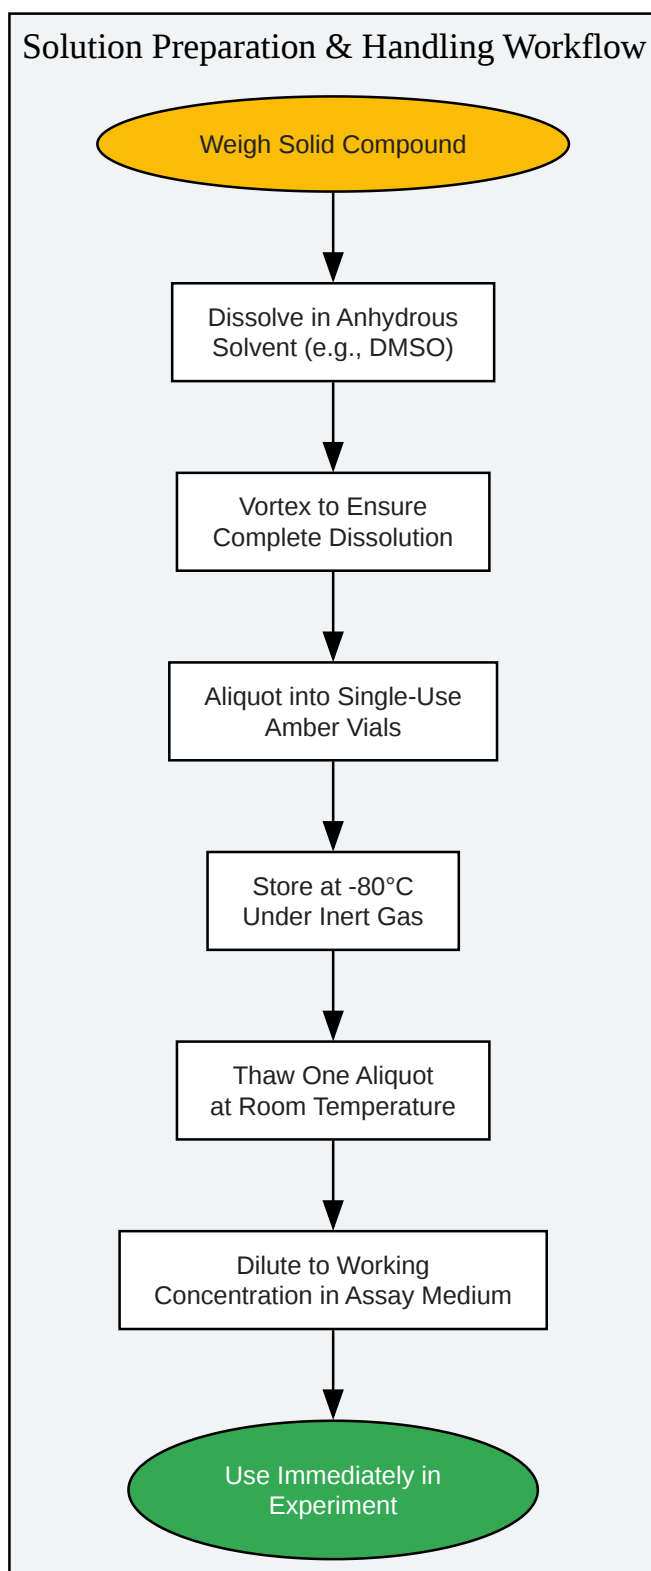 Solution Preparation & Handling Workflow
Weigh Solid Compound
Dissolve in Anhydrous
Solvent (e.g., DMSO)
Vortex to Ensure
Complete Dissolution
Aliquot into Single-Use
Amber Vials
Store at -80°C
Under Inert Gas
Thaw One Aliquot
at Room Temperature
Dilute to Working
Concentration in Assay Medium
Use Immediately in
Experiment